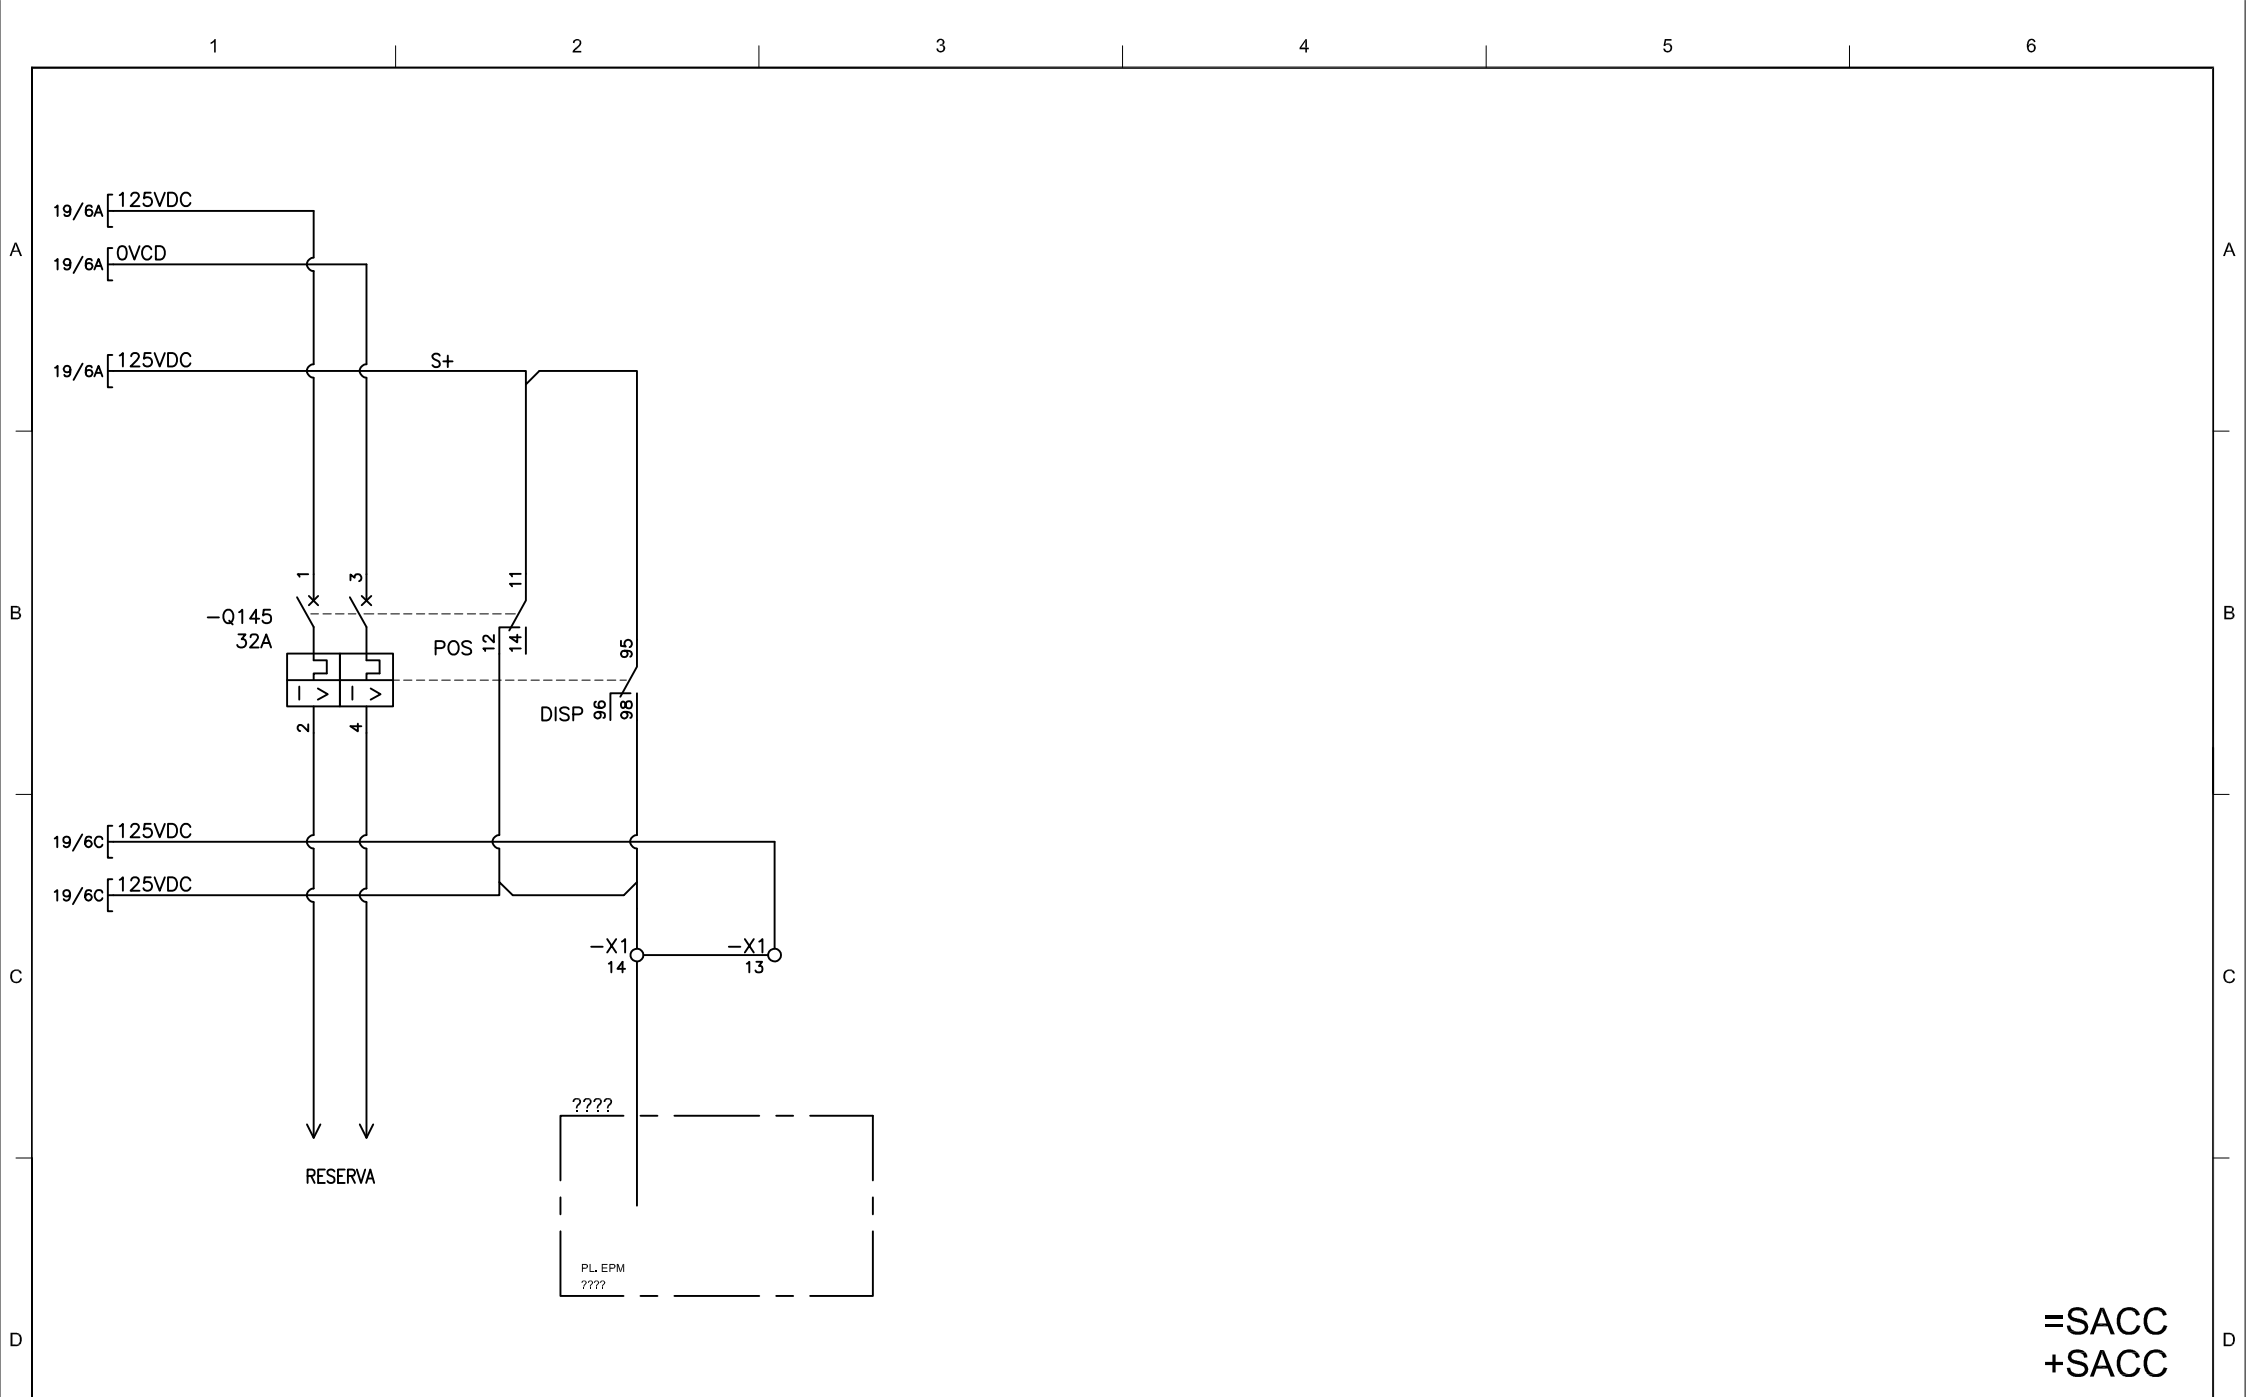 1 2 3 4 5 6
19/6A 125VDC
A A
19/6A 0VCD
19/6A 125VDC S+
1 3 11
B B
-Q145
32A
POS 12 14
95
DISP 96 98
2 4
19/6C 125VDC
19/6C 125VDC
-X1 -X1
14 13
C C
????
RESERVA
PL. EPM
????
=SACC
D D
+SACC